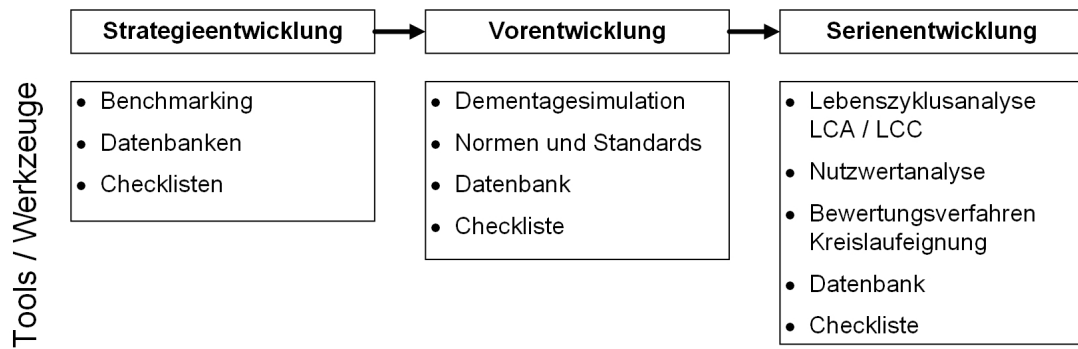 Strategieentwicklung
Vorentwicklung
Serienentwicklung
Tools / Werkzeuge
• Benchmarking
• Datenbanken
• Checklisten
• Dementagesimulation
• Normen und Standards
• Datenbank
• Checkliste
• Lebenszyklusanalyse
LCA / LCC
• Nutzwertanalyse
• Bewertungsverfahren
Kreislaufeignung
• Datenbank
• Checkliste